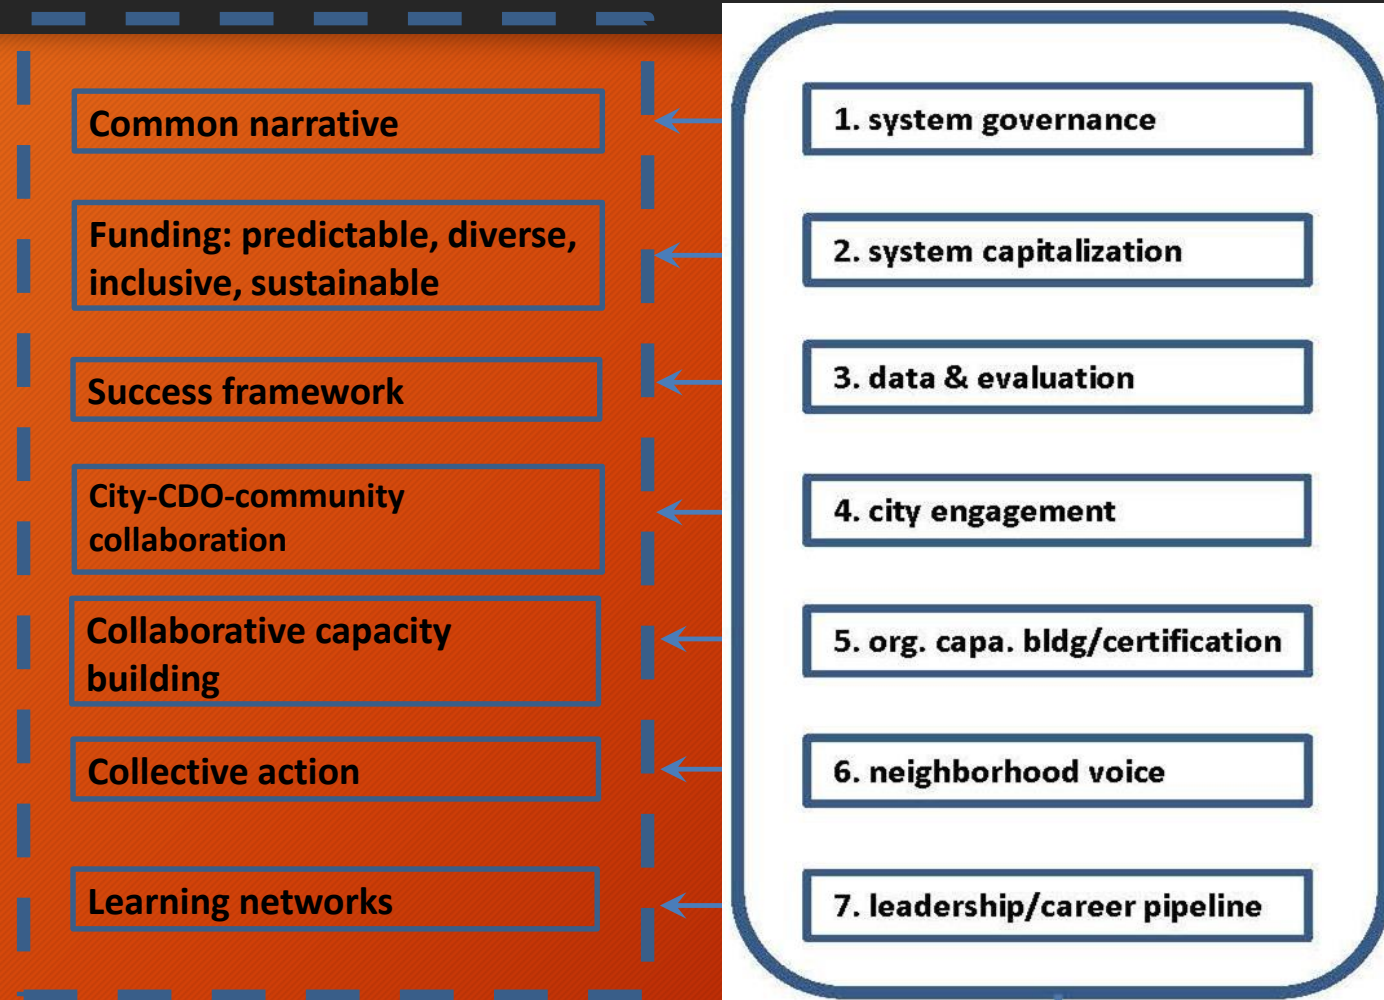 Common narrative
Funding: predictable, diverse,
inclusive, sustainable
Success framework
City-CDO-community
collaboration
Collaborative capacity
building
Collective action
Learning networks
1. system governance
2. system capitalization
3. data & evaluation
4. city engagement
5. org. capa. bldg/certification
6. neighborhood voice
7. leadership/career pipeline